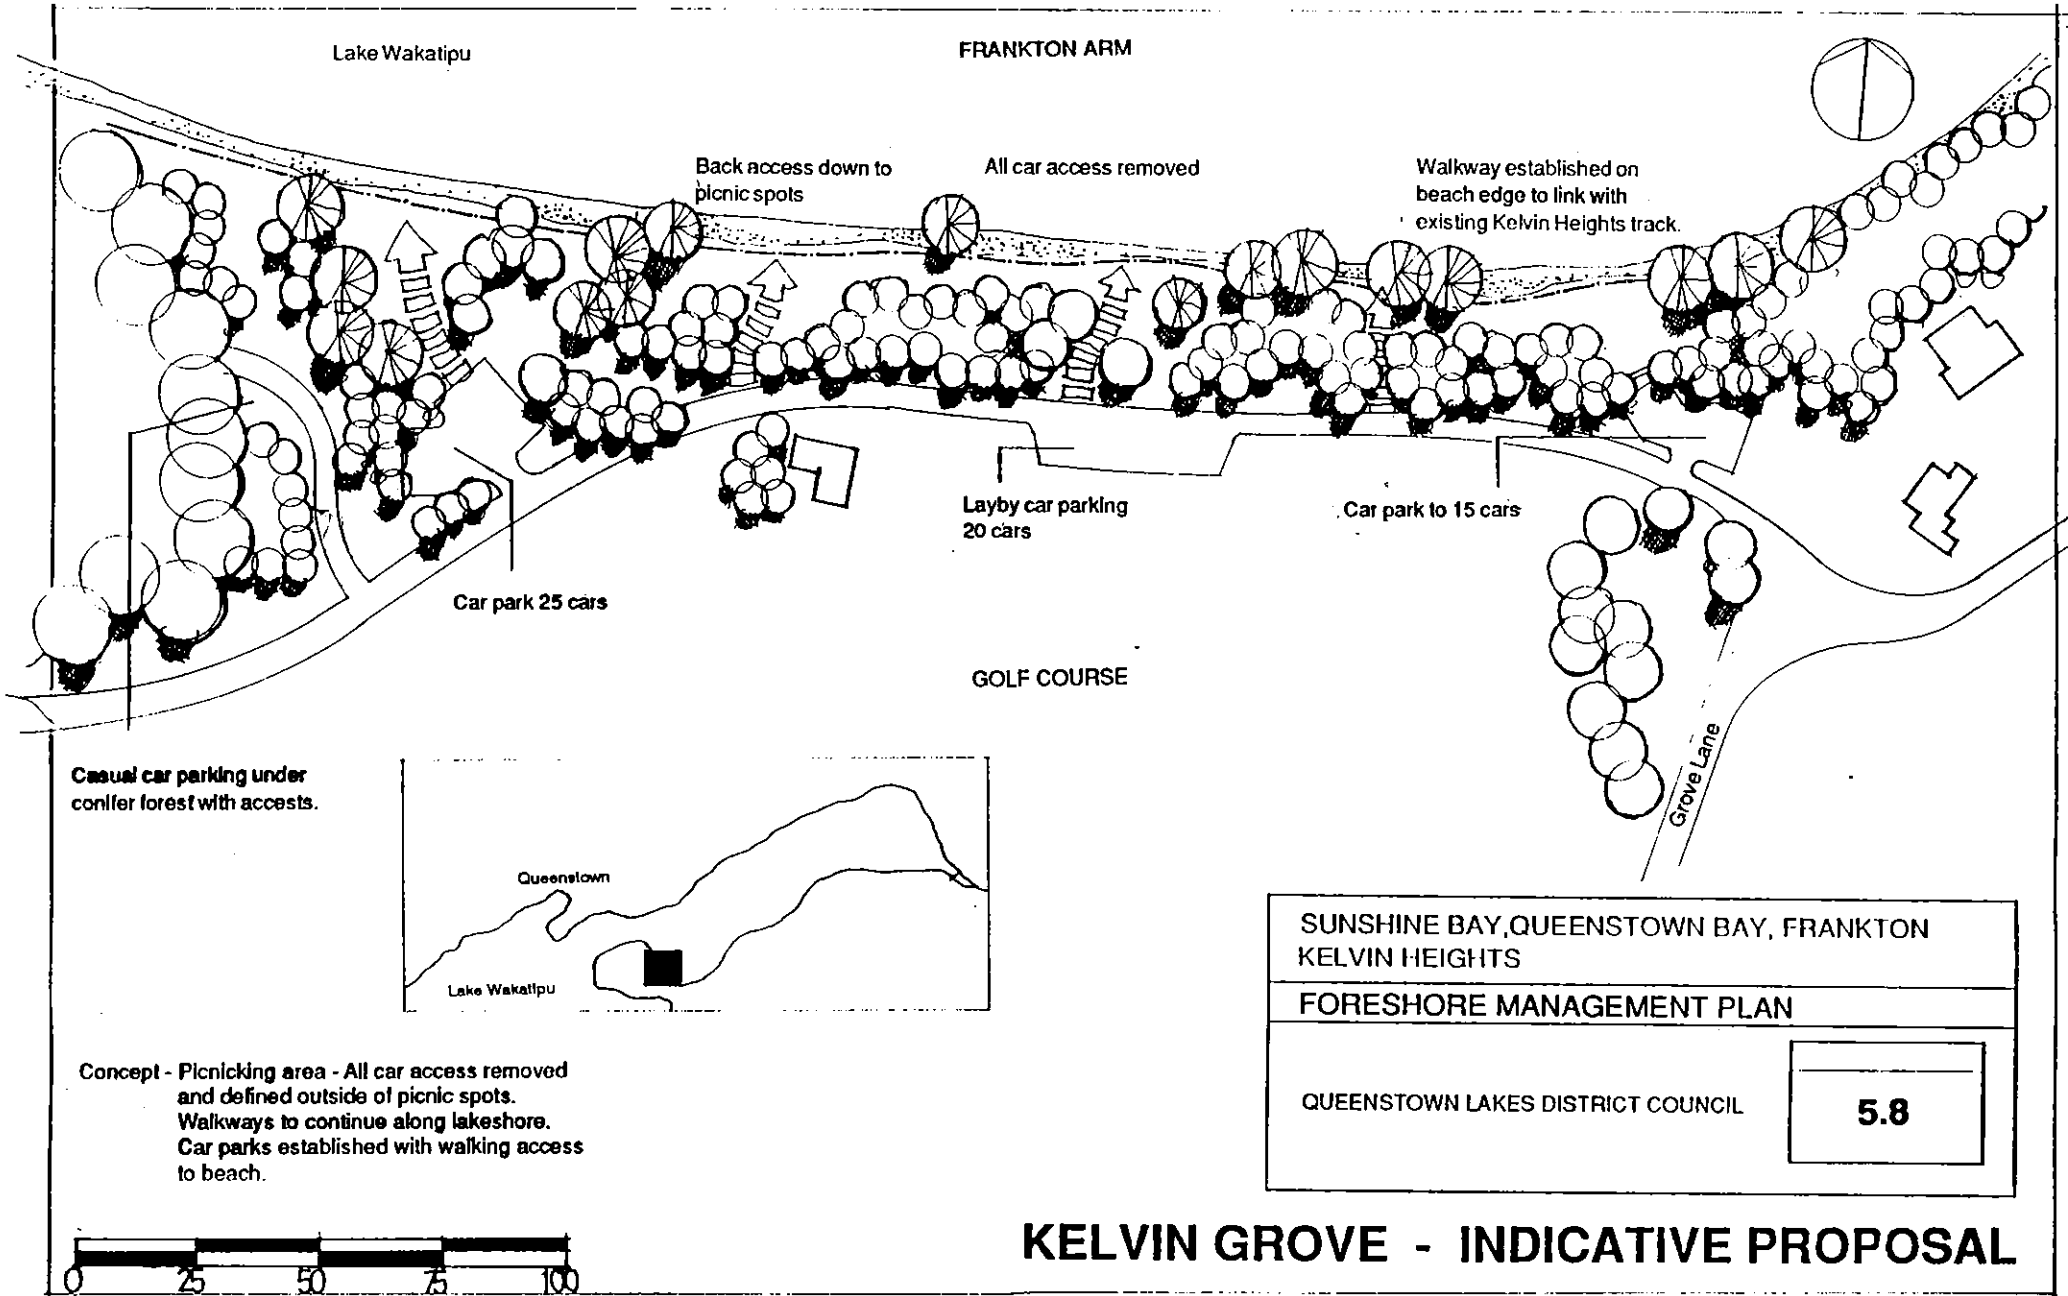 Lake Wakatipu
FRANKTON ARM
Back access down to
picnic spots
All car access removed
Walkway established on
beach edge to link with
existing Kelvin Heights track.
Layby car parking
20 cars
Car park to 15 cars
Car park 25 cars
GOLF COURSE
Grove Lane
Casual car parking under
conifer forest with accests.
Queenstown
Lake Wakatipu
SUNSHINE BAY,QUEENSTOWN BAY, FRANKTON
KELVIN HEIGHTS
FORESHORE MANAGEMENT PLAN
QUEENSTOWN LAKES DISTRICT COUNCIL
5.8
Concept - Picnicking area - All car access removed
and defined outside of picnic spots.
Walkways to continue along lakeshore.
Car parks established with walking access
to beach.
0 25 50 75 100
KELVIN GROVE - INDICATIVE PROPOSAL